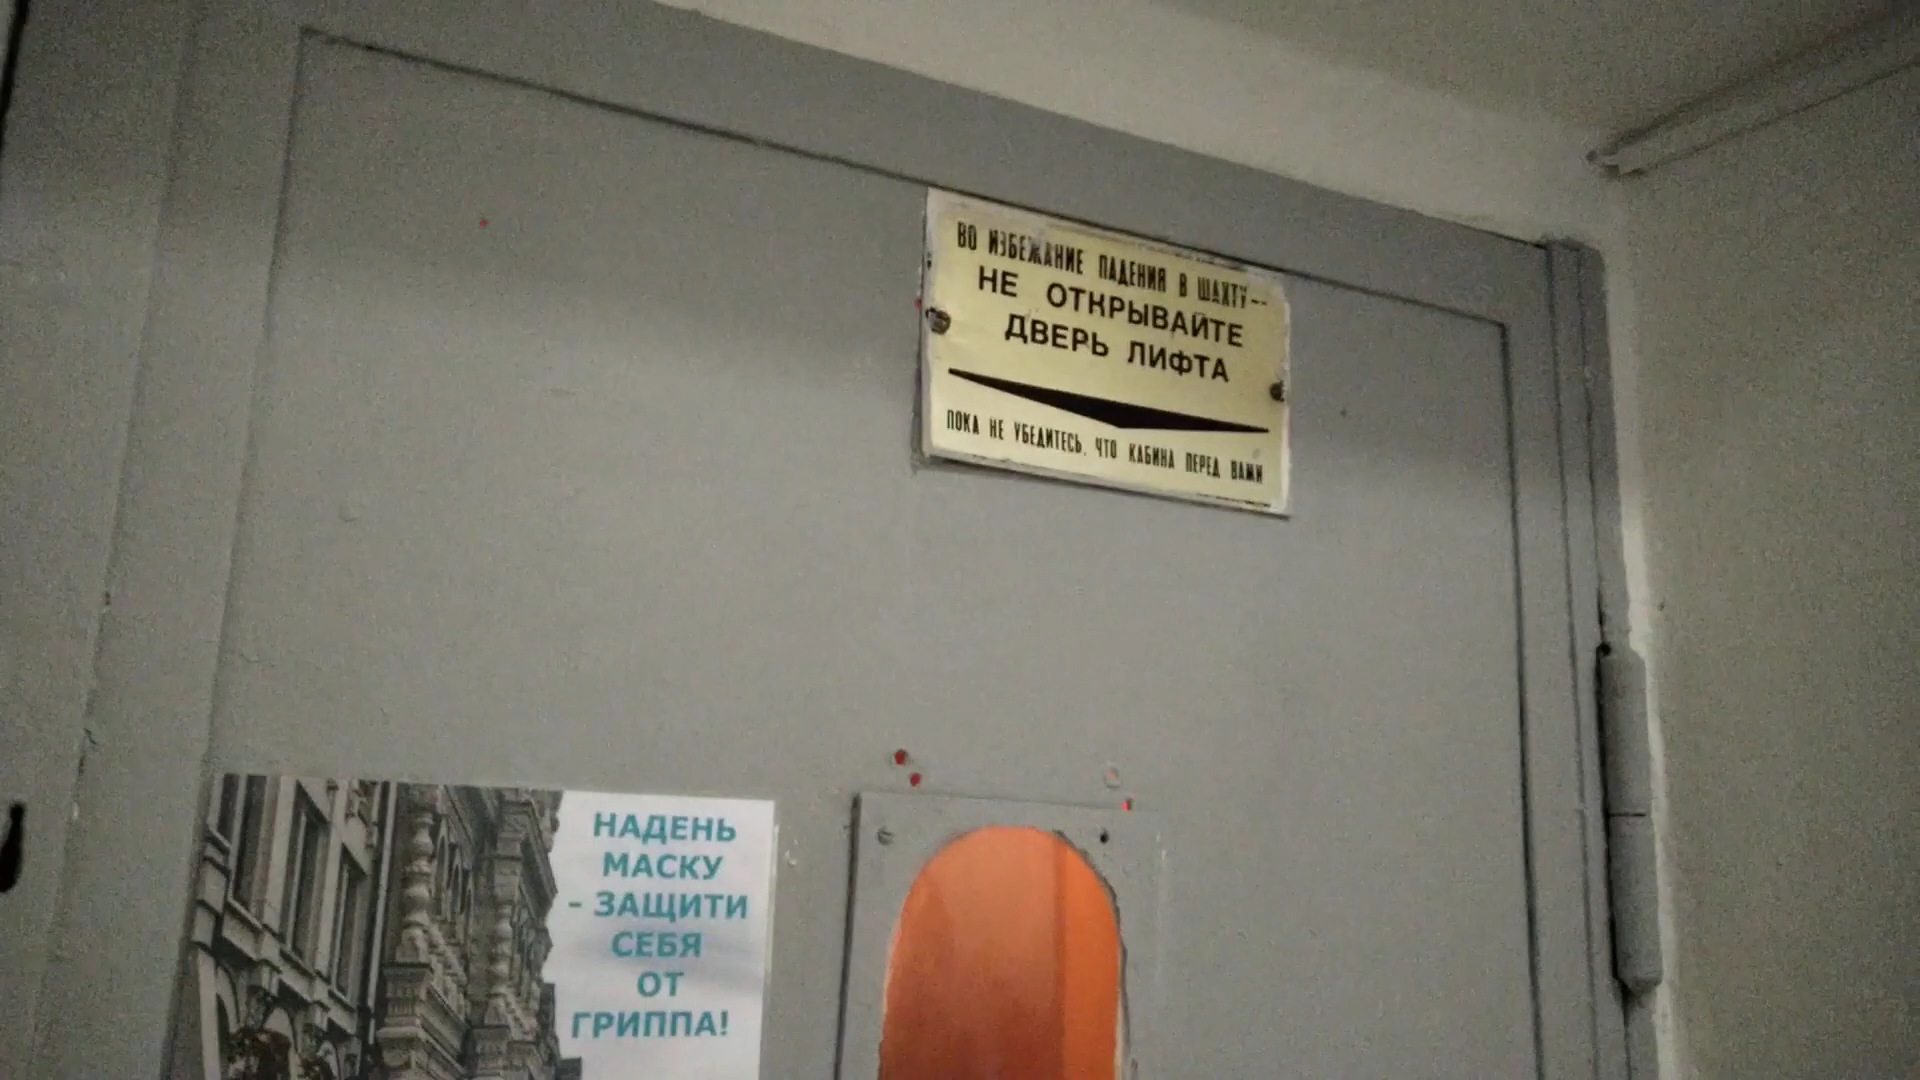 ВО ИЗБЕЖАНИЕ ПАДЕНИЯ В ШАХТУ--
НЕ ОТКРЫВАЙТЕ
ДВЕРЬ ЛИФТА
ПОКА НЕ УБЕДИТЕСЬ, ЧТО КАБИНА ПЕРЕД ВАМИ
НАДЕНЬ
МАСКУ
- ЗАЩИТИ
СЕБЯ
ОТ
ГРИППА!